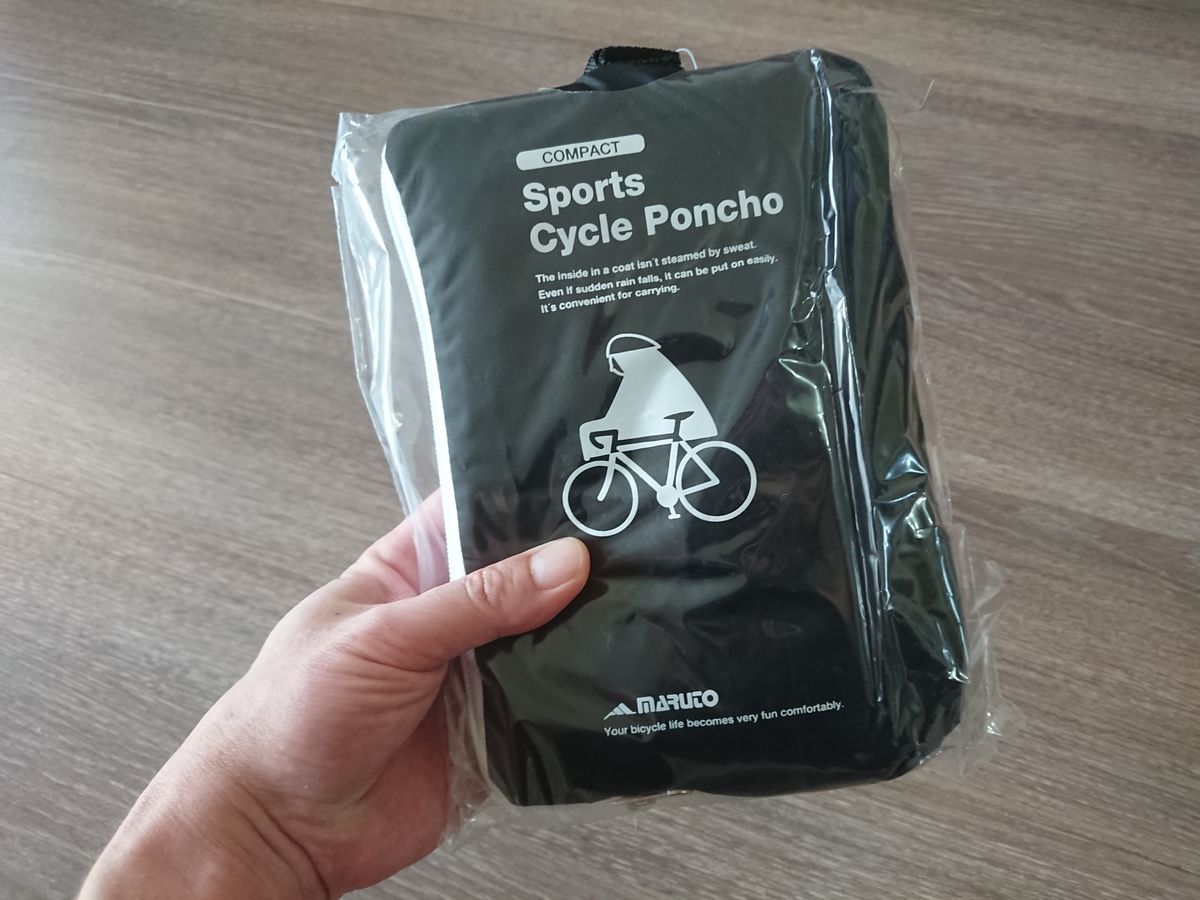 COMPACT
Sports
Cycle Poncho
The inside in a coat isn't steamed by sweat.
Even if sudden rain falls, it can be put on easily.
It's convenient for carrying.
MARUTO
Your bicycle life becomes very fun comfortably.